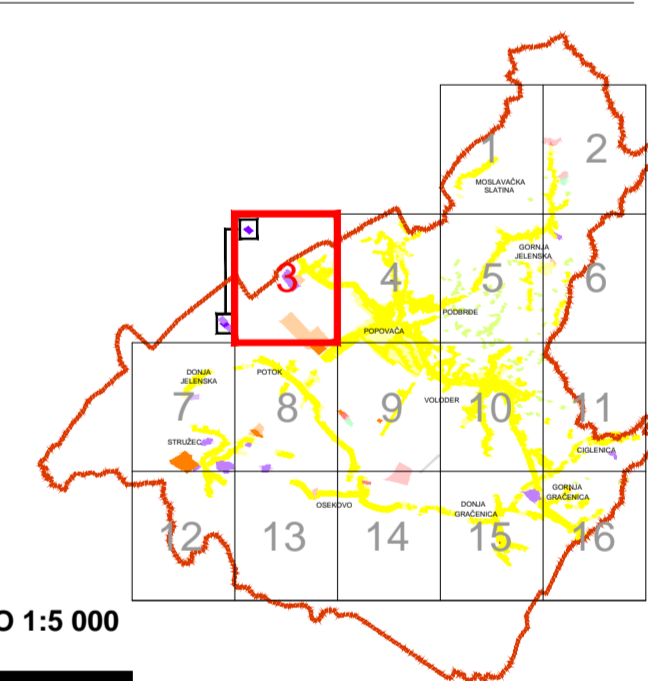 1
2
MOSLAVAČKA
SLATINA
GORNJA
JELENSKA
3
4
5
6
PODBRĐE
POPOVAČA
DONJA
JELENSKA
POTOK
7
8
9
VOLODER
10
11
STRUŽEC
CIGLENICA
GORNJA
GRAČENICA
OSEKOVO
DONJA
GRAČENICA
12
13
14
15
16
O 1:5 000